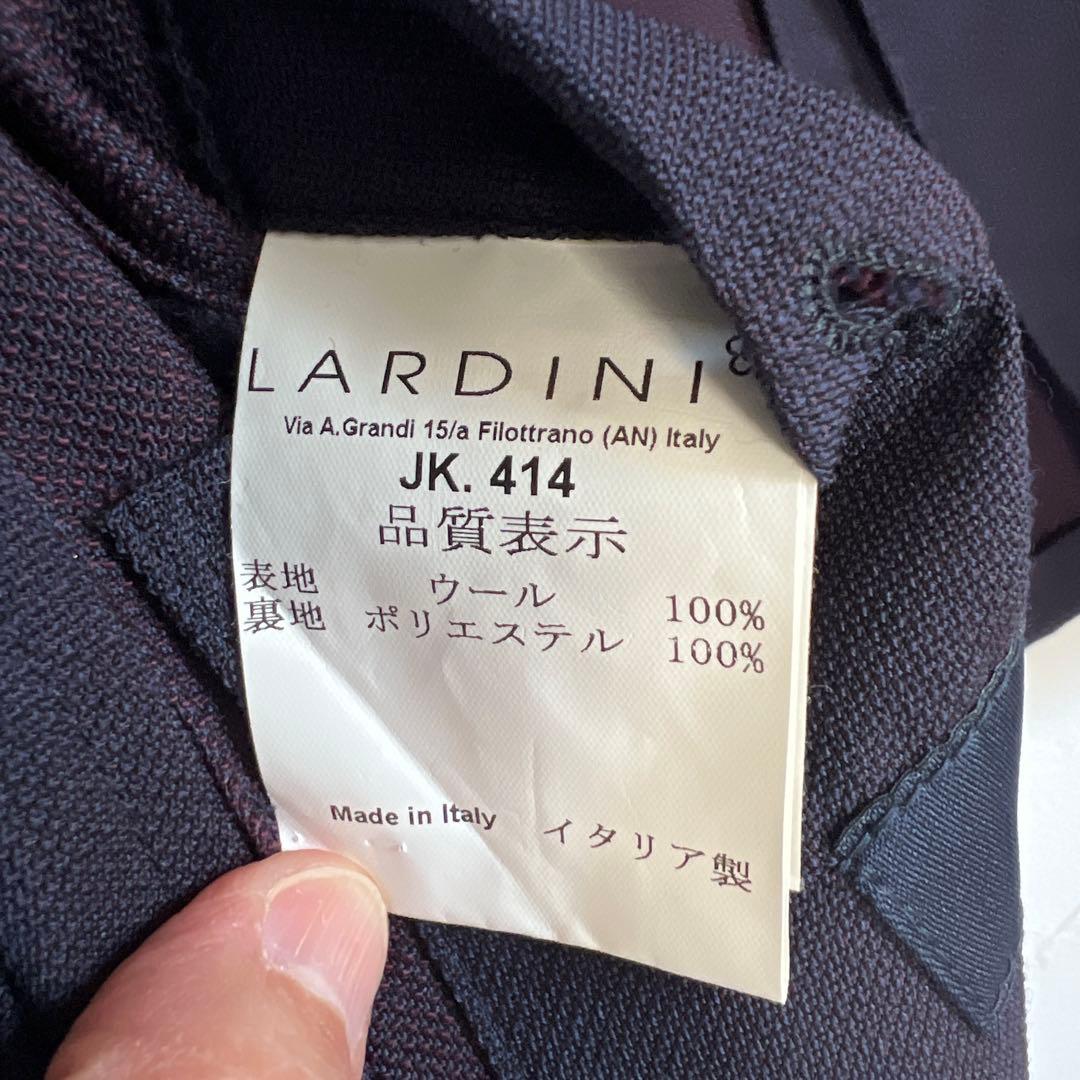 LARDINI
Via A.Grandi 15/a Filottrano (AN) Italy
JK. 414
品質表示
表地 ウール 100%
裏地 ポリエステル 100%
Made in Italy イタリア製